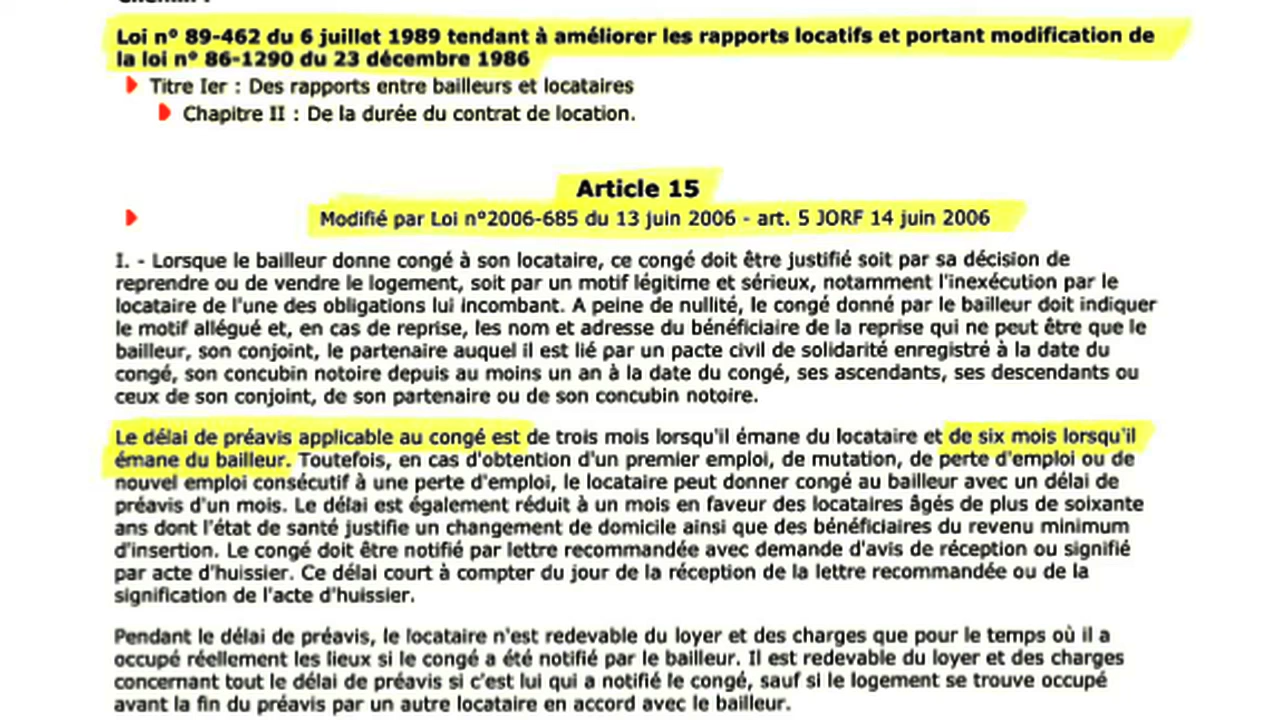 Loi n° 89-462 du 6 juillet 1989 tendant à améliorer les rapports locatifs et portant modification de
la loi n° 86-1290 du 23 décembre 1986
Titre Ier : Des rapports entre bailleurs et locataires
Chapitre II : De la durée du contrat de location.
Article 15
Modifié par Loi n°2006-685 du 13 juin 2006 - art. 5 JORF 14 juin 2006
I. - Lorsque le bailleur donne congé à son locataire, ce congé doit être justifié soit par sa décision de
reprendre ou de vendre le logement, soit par un motif légitime et sérieux, notamment l'inexécution par le
locataire de l'une des obligations lui incombant. A peine de nullité, le congé donné par le bailleur doit indiquer
le motif allégué et, en cas de reprise, les nom et adresse du bénéficiaire de la reprise qui ne peut être que le
bailleur, son conjoint, le partenaire auquel il est lié par un pacte civil de solidarité enregistré à la date du
congé, son concubin notoire depuis au moins un an à la date du congé, ses ascendants, ses descendants ou
ceux de son conjoint, de son partenaire ou de son concubin notoire.
Le délai de préavis applicable au congé est de trois mois lorsqu'il émane du locataire et de six mois lorsqu'il
émane du bailleur. Toutefois, en cas d'obtention d'un premier emploi, de mutation, de perte d'emploi ou de
nouvel emploi consécutif à une perte d'emploi, le locataire peut donner congé au bailleur avec un délai de
préavis d'un mois. Le délai est également réduit à un mois en faveur des locataires âgés de plus de soixante
ans dont l'état de santé justifie un changement de domicile ainsi que des bénéficiaires du revenu minimum
d'insertion. Le congé doit être notifié par lettre recommandée avec demande d'avis de réception ou signifié
par acte d'huissier. Ce délai court à compter du jour de la réception de la lettre recommandée ou de la
signification de l'acte d'huissier.
Pendant le délai de préavis, le locataire n'est redevable du loyer et des charges que pour le temps où il a
occupé réellement les lieux si le congé a été notifié par le bailleur. Il est redevable du loyer et des charges
concernant tout le délai de préavis si c'est lui qui a notifié le congé, sauf si le logement se trouve occupé
avant la fin du préavis par un autre locataire en accord avec le bailleur.